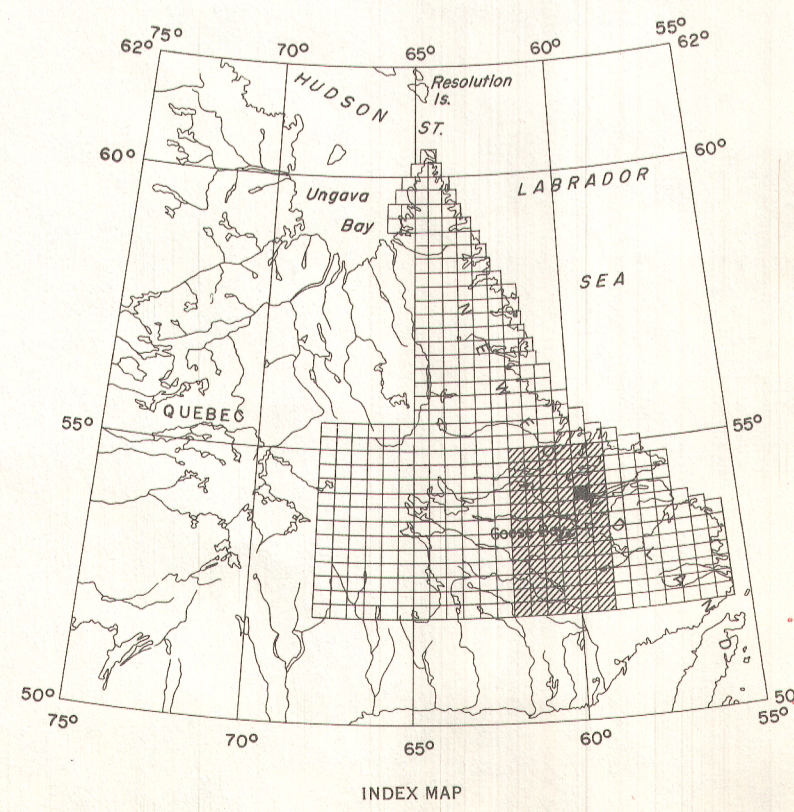 75°
62°
70°
65°
60°
55°
62°
HUDSON
Resolution
Is.
ST.
60°
60°
Ungava
Bay
LABRADOR
SEA
NEWF
QUEBEC
55°
55°
Goose Bay
D
L
A
N
D
50°
75°
70°
65°
60°
50
55°
INDEX MAP